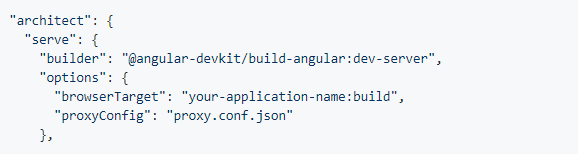 "architect": {
"serve": {
"builder": "@angular-devkit/build-angular:dev-server",
"options": {
"browserTarget": "your-application-name:build",
"proxyConfig": "proxy.conf.json"
},